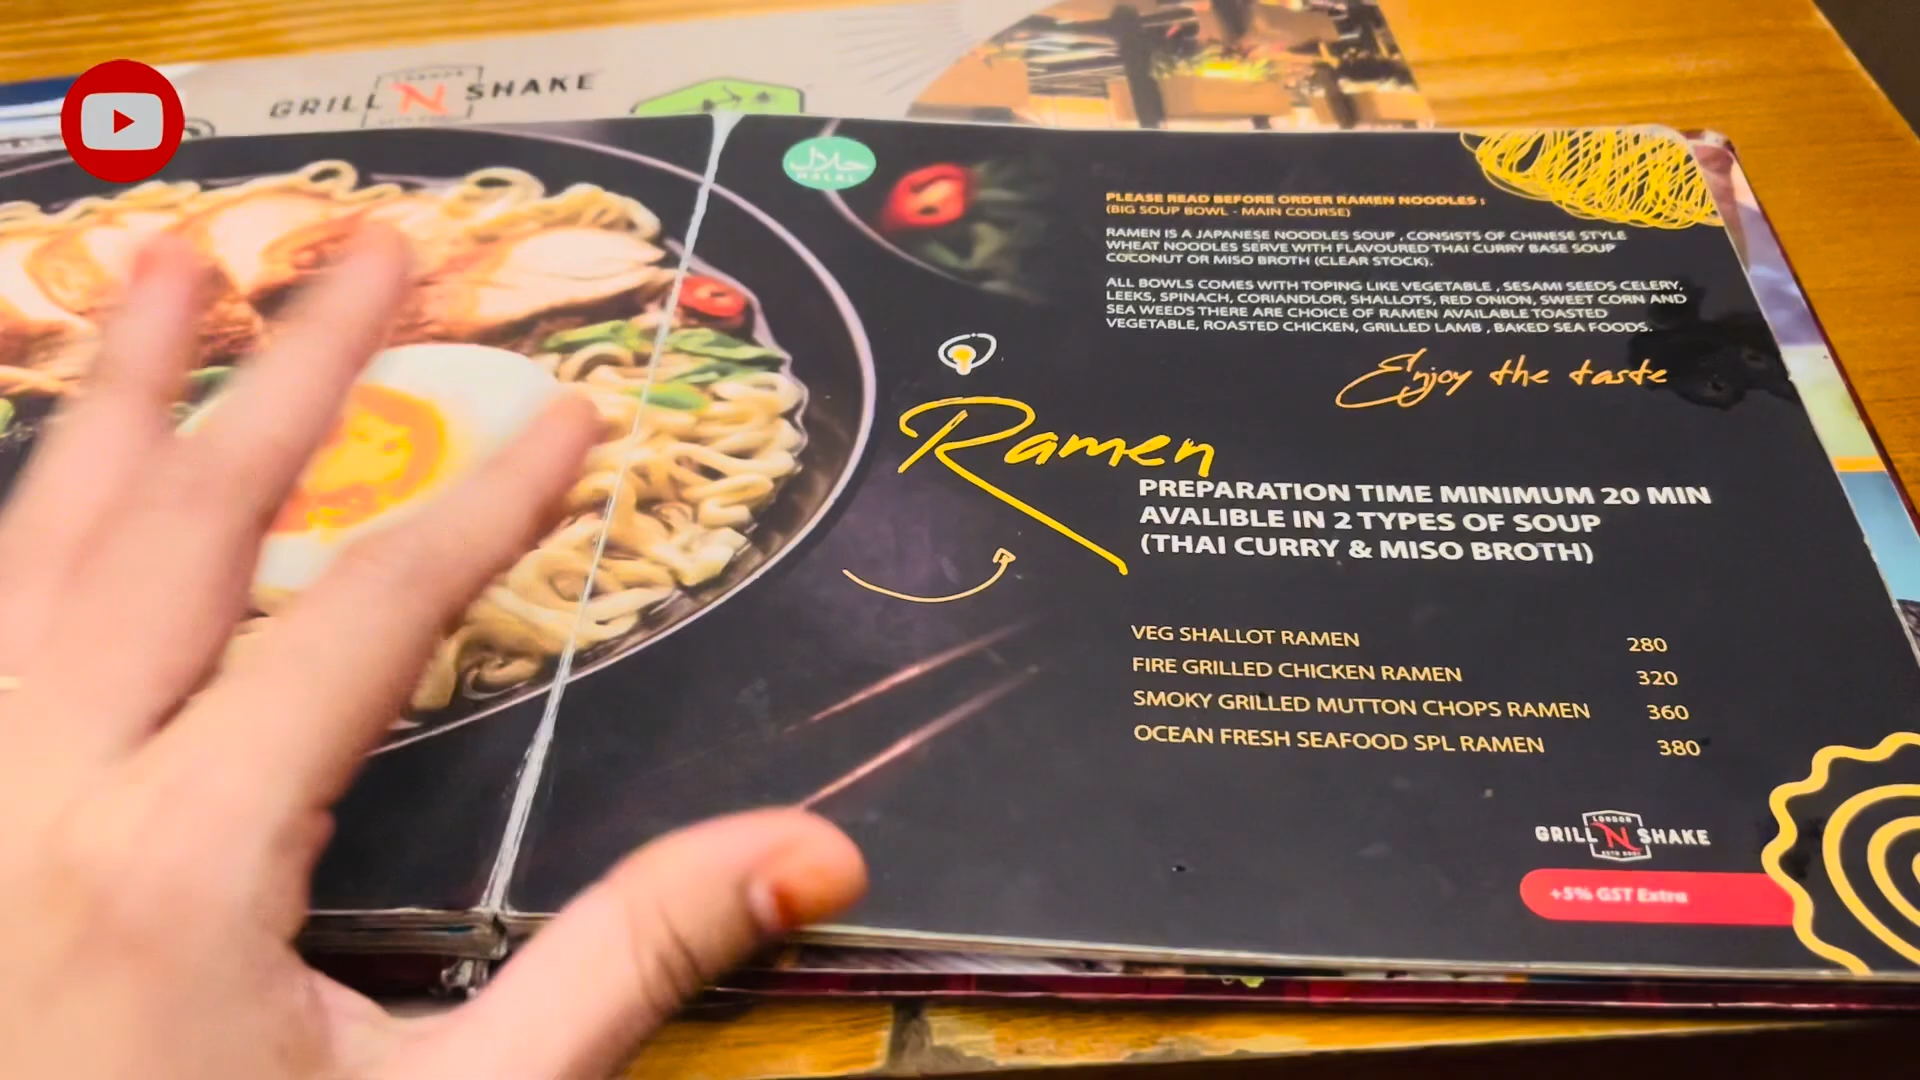 GRILL N SHAKE
LONDON
حلال
HALAL
PLEASE READ BEFORE ORDER RAMEN NOODLES :
(BIG SOUP BOWL - MAIN COURSE)
RAMEN IS A JAPANESE NOODLES SOUP , CONSISTS OF CHINESE STYLE
WHEAT NOODLES SERVE WITH FLAVOURED THAI CURRY BASE SOUP
COCONUT OR MISO BROTH (CLEAR STOCK).
ALL BOWLS COMES WITH TOPING LIKE VEGETABLE , SESAMI SEEDS CELERY,
LEEKS, SPINACH, CORIANDLOR, SHALLOTS, RED ONION, SWEET CORN AND
SEA WEEDS THERE ARE CHOICE OF RAMEN AVAILABLE TOASTED
VEGETABLE, ROASTED CHICKEN, GRILLED LAMB , BAKED SEA FOODS.
Enjoy the taste
Ramen
PREPARATION TIME MINIMUM 20 MIN
AVALIBLE IN 2 TYPES OF SOUP
(THAI CURRY & MISO BROTH)
VEG SHALLOT RAMEN 280
FIRE GRILLED CHICKEN RAMEN 320
SMOKY GRILLED MUTTON CHOPS RAMEN 360
OCEAN FRESH SEAFOOD SPL RAMEN 380
LONDON
GRILL N SHAKE
+5% GST Extra